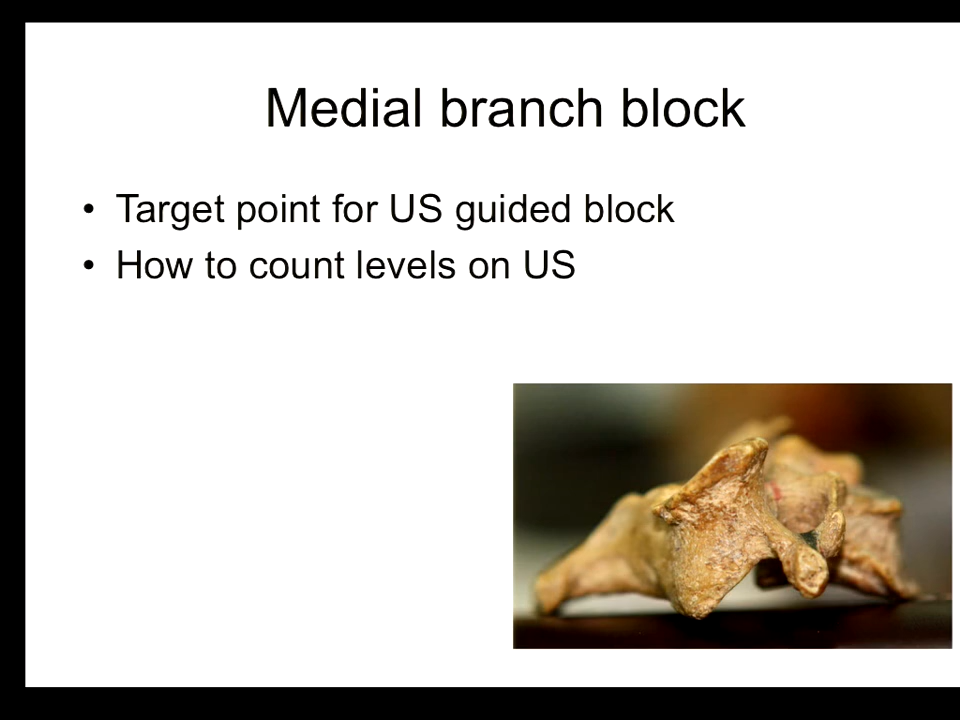 Medial branch block
• Target point for US guided block
• How to count levels on US